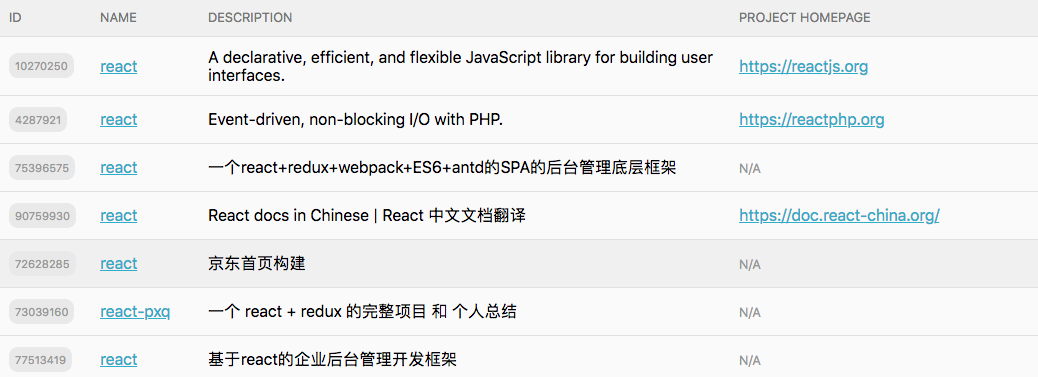 ID NAME DESCRIPTION PROJECT HOMEPAGE
10270250 react A declarative, efficient, and flexible JavaScript library for building user
interfaces. https://reactjs.org
4287921 react Event-driven, non-blocking I/O with PHP. https://reactphp.org
75396575 react 一个react+redux+webpack+ES6+antd的SPA的后台管理底层框架 N/A
90759930 react React docs in Chinese | React 中文文档翻译 https://doc.react-china.org/
72628285 react 京东首页构建 N/A
73039160 react-pxq 一个 react + redux 的完整项目 和 个人总结 N/A
77513419 react 基于react的企业后台管理开发框架 N/A